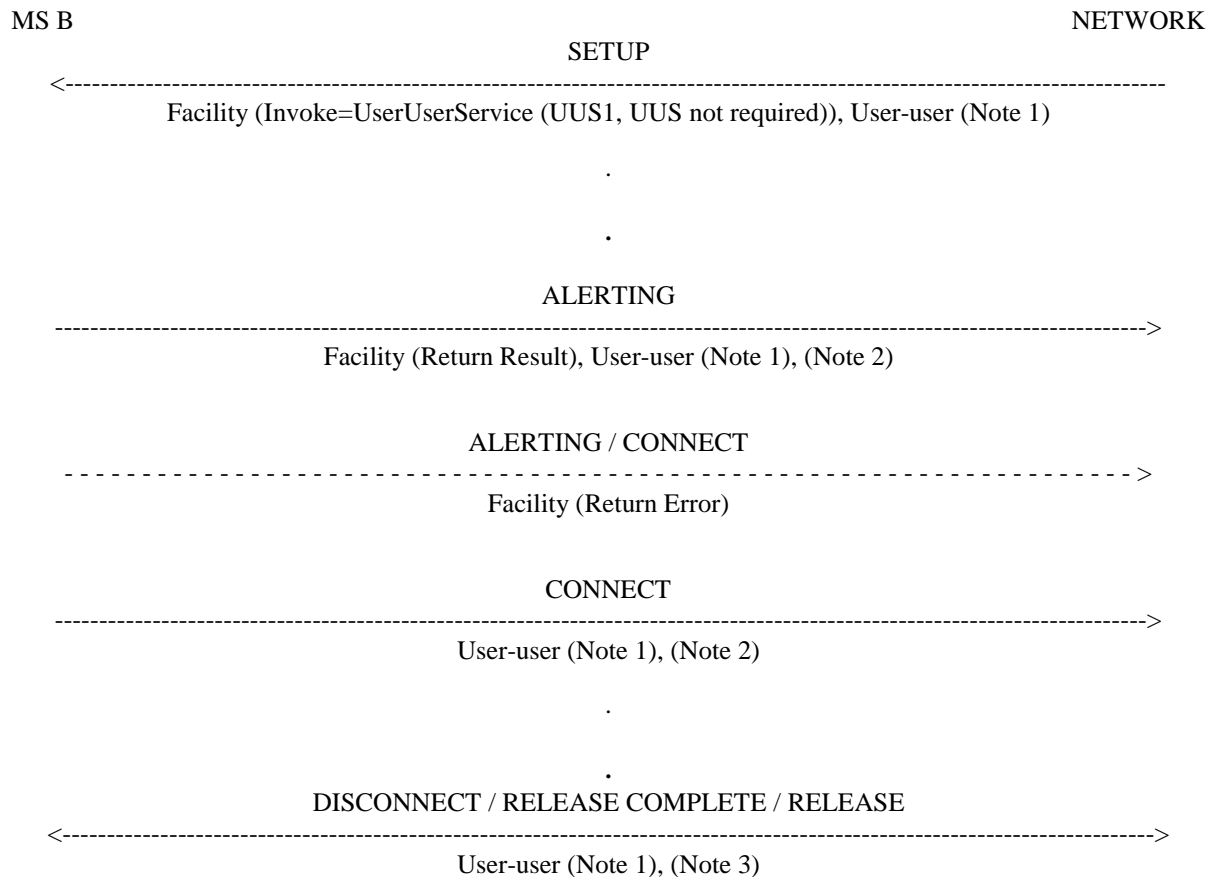 MS B NETWORK
SETUP
<------------------------------------------------------------------------------------------------------------------------------
Facility (Invoke=UserUserService (UUS1, UUS not required)), User-user (Note 1)
.
.
ALERTING
----------------------------------------------------------------------------------------------------------------------------->
Facility (Return Result), User-user (Note 1), (Note 2)
ALERTING / CONNECT
- - - - - - - - - - - - - - - - - - - - - - - - - - - - - - - - - - - - - - - - - - - - - - - - - - - - - - - - - - - - - - - - - - - - - >
Facility (Return Error)
CONNECT
----------------------------------------------------------------------------------------------------------------------------->
User-user (Note 1), (Note 2)
.
.
DISCONNECT / RELEASE COMPLETE / RELEASE
<----------------------------------------------------------------------------------------------------------------------------->
User-user (Note 1), (Note 3)